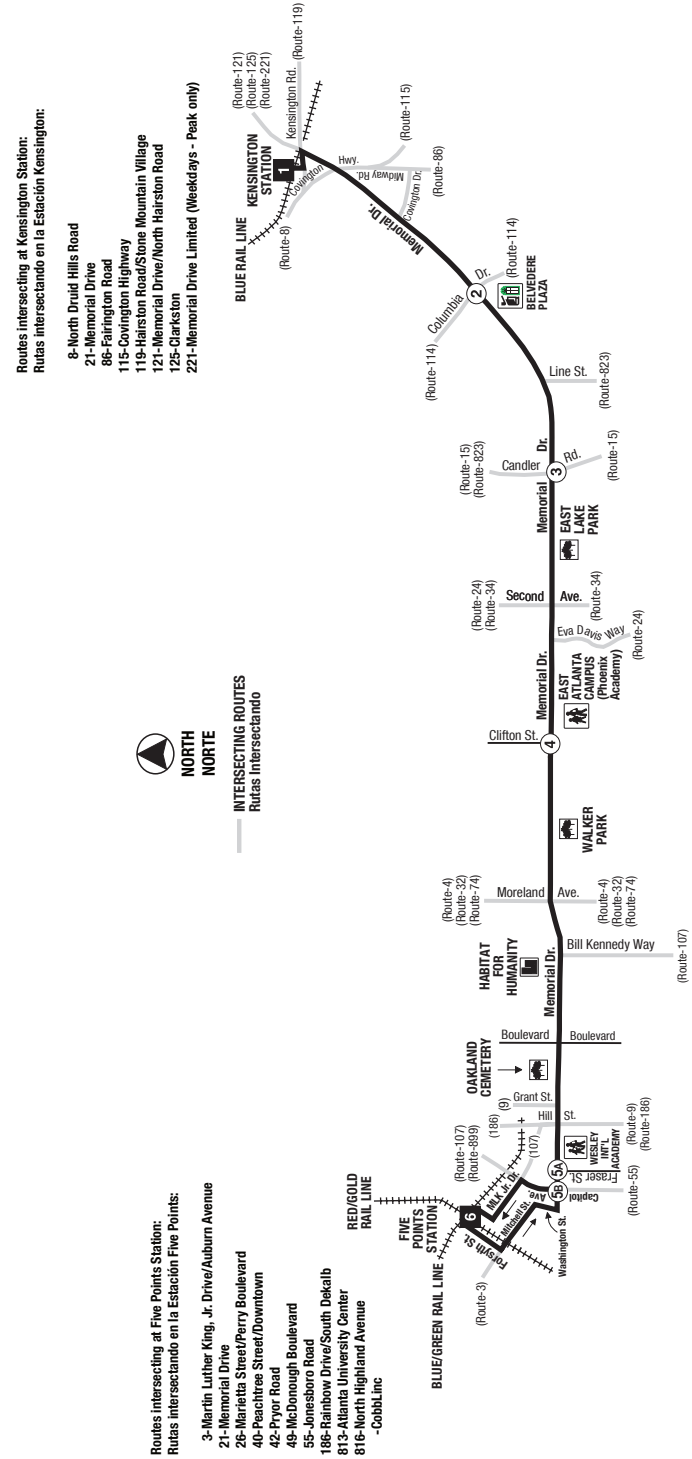 Routes intersecting at Kensington Station:
Rutas intersectando en la Estación Kensington:
8-North Druid Hills Road
21-Memorial Drive
86-Fairington Road
115-Covington Highway
119-Hairston Road/Stone Mountain Village
121-Memorial Drive/North Hairston Road
125-Clarkston
221-Memorial Drive Limited (Weekdays - Peak only)
NORTH
NORTE
INTERSECTING ROUTES
Rutas Intersectando
Routes intersecting at Five Points Station:
Rutas intersectando en la Estación Five Points:
3-Martin Luther King, Jr. Drive/Auburn Avenue
21-Memorial Drive
26-Marietta Street/Perry Boulevard
40-Peachtree Street/Downtown
42-Pryor Road
49-McDonough Boulevard
55-Jonesboro Road
186-Rainbow Drive/South Dekalb
813-Atlanta University Center
816-North Highland Avenue
-CobbLinc
RED/GOLD
RAIL LINE
FIVE
POINTS
STATION
6
BLUE/GREEN RAIL LINE
(Route-3)
Forsyth St.
Mitchell St.
MLK Jr. Dr.
Washington St.
Capitol
Ave.
(Route-55)
5B
5A
Fraser St.
(Route-107)
(Route-899)
(107)
(186)
(9)
Hill
St.
Grant St.
(Route-9)
(Route-186)
WESLEY
INT'L
ACADEMY
OAKLAND
CEMETERY
Boulevard
Boulevard
HABITAT
FOR
HUMANITY
Memorial Dr.
Bill Kennedy Way
(Route-107)
(Route-4)
(Route-32)
(Route-74)
Moreland
Ave.
(Route-4)
(Route-32)
(Route-74)
WALKER
PARK
Clifton St.
4
Memorial Dr.
EAST
ATLANTA
CAMPUS
(Phoenix
Academy)
Eva Davis Way
(Route-24)
(Route-24)
(Route-34)
Second
Ave.
(Route-34)
EAST
LAKE
PARK
Memorial
Dr.
(Route-15)
(Route-823)
Candler
Rd.
3
(Route-15)
Line St.
(Route-823)
(Route-114)
Columbia
Dr.
2
(Route-114)
BELVEDERE
PLAZA
Memorial Dr.
Covington Dr.
Midway Rd.
(Route-86)
(Route-115)
Covington
Hwy.
(Route-8)
BLUE RAIL LINE
KENSINGTON
STATION
1
Kensington Rd.
(Route-119)
(Route-121)
(Route-125)
(Route-221)